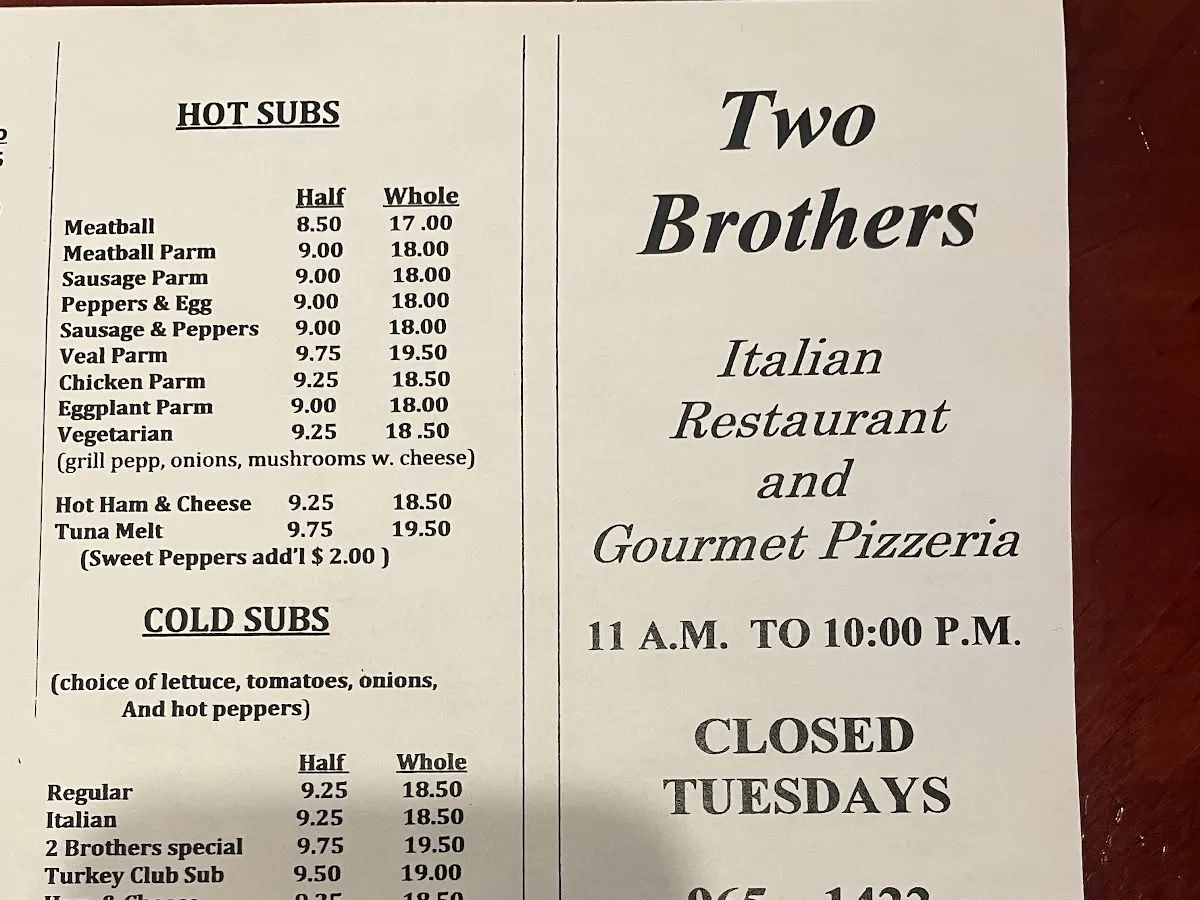 HOT SUBS
Half Whole
Meatball 8.50 17 .00
Meatball Parm 9.00 18.00
Sausage Parm 9.00 18.00
Peppers & Egg 9.00 18.00
Sausage & Peppers 9.00 18.00
Veal Parm 9.75 19.50
Chicken Parm 9.25 18.50
Eggplant Parm 9.00 18.00
Vegetarian 9.25 18 .50
(grill pepp, onions, mushrooms w. cheese)
Hot Ham & Cheese 9.25 18.50
Tuna Melt 9.75 19.50
(Sweet Peppers add'l $ 2.00 )
COLD SUBS
(choice of lettuce, tomatoes, onions,
And hot peppers)
Half Whole
Regular 9.25 18.50
Italian 9.25 18.50
2 Brothers special 9.75 19.50
Turkey Club Sub 9.50 19.00
Two
Brothers
Italian
Restaurant
and
Gourmet Pizzeria
11 A.M. TO 10:00 P.M.
CLOSED
TUESDAYS